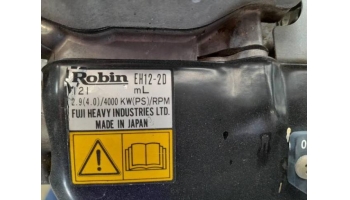 Robin EH12-2D
121 mL
2.9(4.0)/4000 KW(PS)/RPM
FUJI HEAVY INDUSTRIES LTD.
MADE IN JAPAN